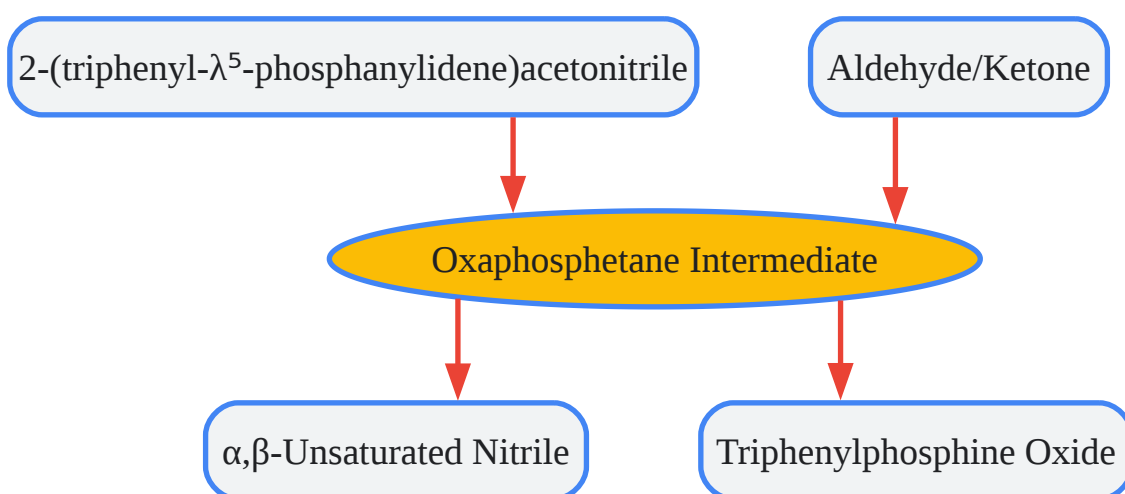 2-(triphenyl-λ⁵-phosphanylidene)acetonitrile
Aldehyde/Ketone
Oxaphosphetane Intermediate
α,β-Unsaturated Nitrile
Triphenylphosphine Oxide